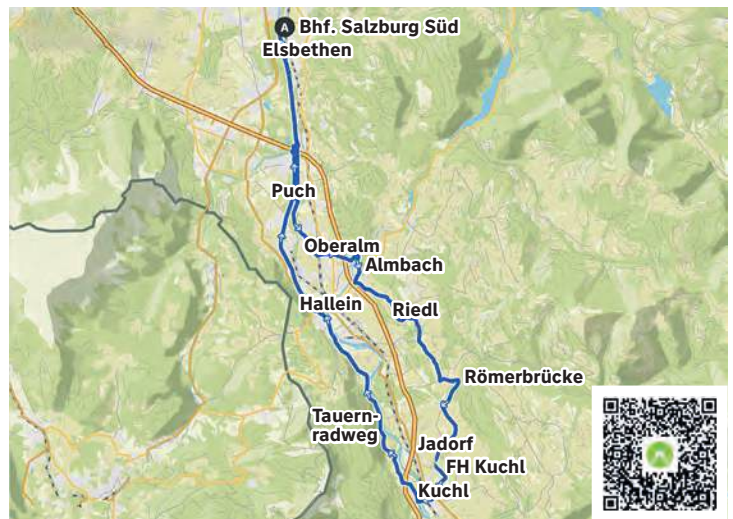 A Bhf. Salzburg Süd
Elsbethen
Puch
Oberalm
Almbach
Hallein
Riedl
Römerbrücke
Tauern-
radweg
Jadorf
FH Kuchl
Kuchl